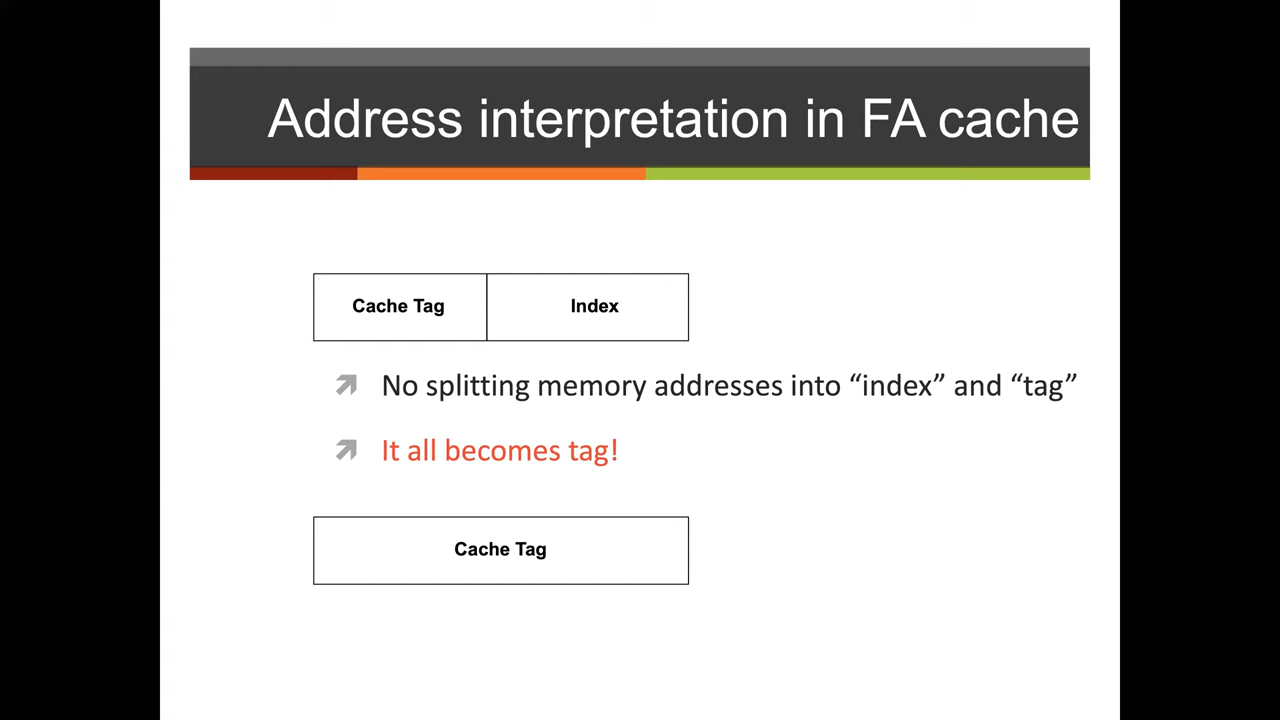 Address interpretation in FA cache
Cache Tag
Index
No splitting memory addresses into “index” and “tag”
It all becomes tag!
Cache Tag